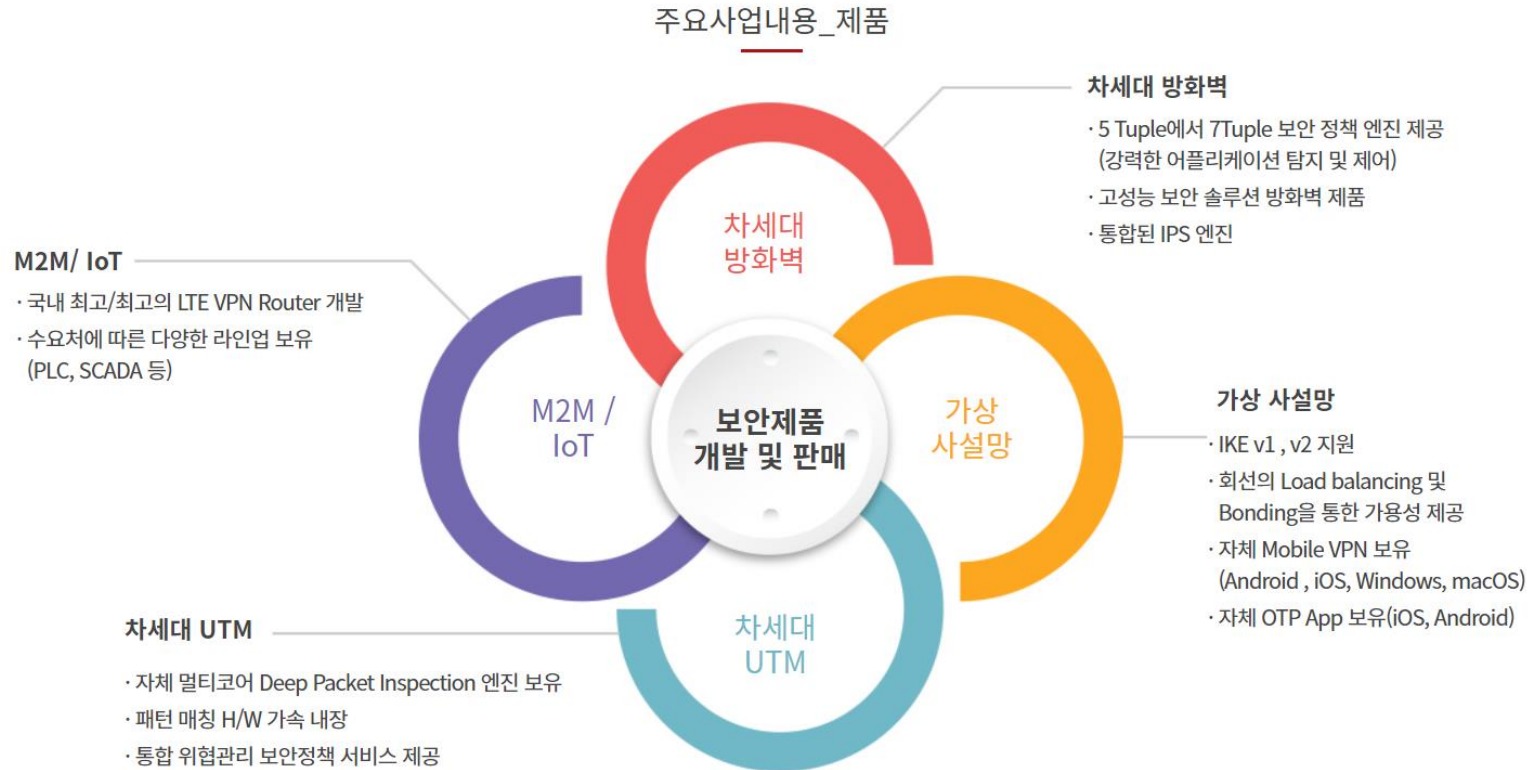 주요사업내용_제품
차세대 방화벽
· 5 Tuple에서 7Tuple 보안 정책 엔진 제공
(강력한 어플리케이션 탐지 및 제어)
· 고성능 보안 솔루션 방화벽 제품
· 통합된 IPS 엔진
차세대
방화벽
M2M/ IoT
· 국내 최고/최고의 LTE VPN Router 개발
· 수요처에 따른 다양한 라인업 보유
(PLC, SCADA 등)
M2M /
IoT
보안제품
개발 및 판매
가상
사설망
가상 사설망
· IKE v1 , v2 지원
· 회선의 Load balancing 및
Bonding을 통한 가용성 제공
· 자체 Mobile VPN 보유
(Android , iOS, Windows, macOS)
· 자체 OTP App 보유(iOS, Android)
차세대
UTM
차세대 UTM
· 자체 멀티코어 Deep Packet Inspection 엔진 보유
· 패턴 매칭 H/W 가속 내장
· 통합 위협관리 보안정책 서비스 제공